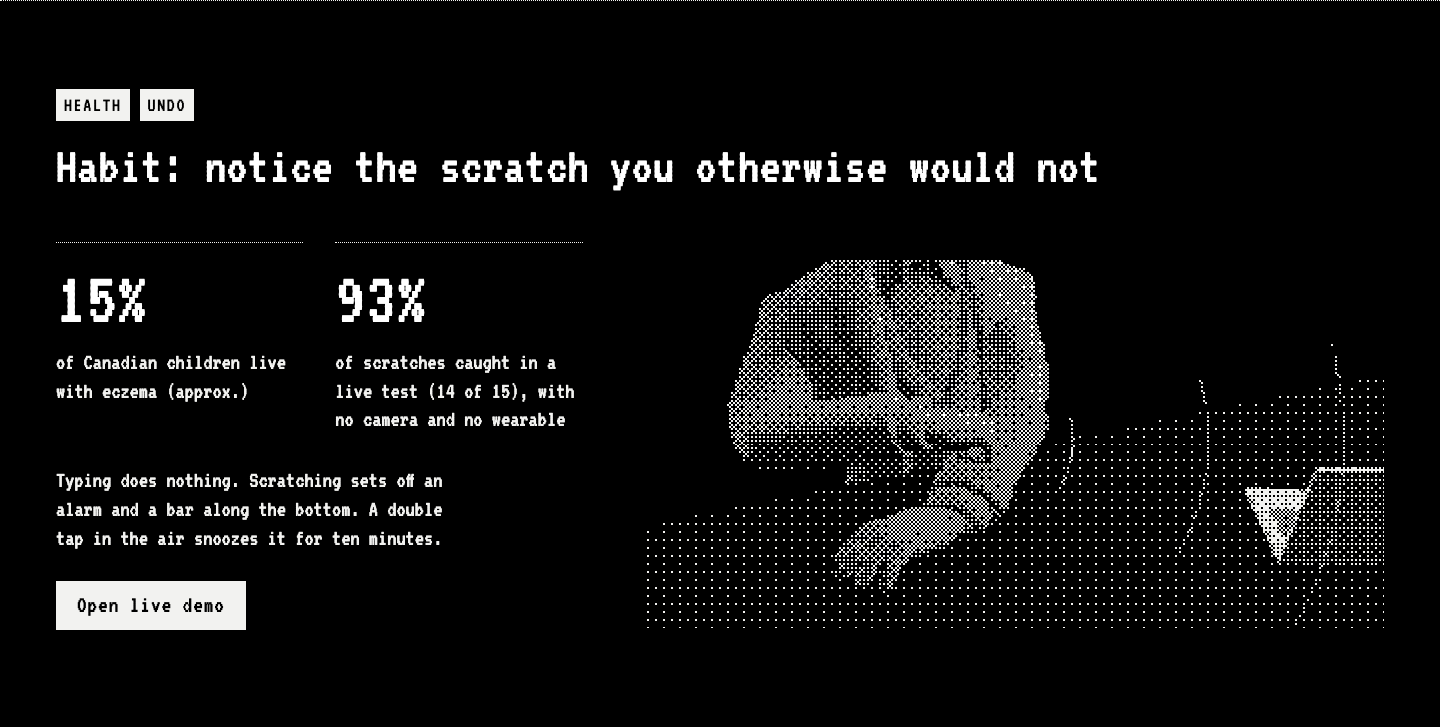 HEALTH UNDO
Habit: notice the scratch you otherwise would not
15%
of Canadian children live
with eczema (approx.)
93%
of scratches caught in a
live test (14 of 15), with
no camera and no wearable
Typing does nothing. Scratching sets off an
alarm and a bar along the bottom. A double
tap in the air snoozes it for ten minutes.
Open live demo